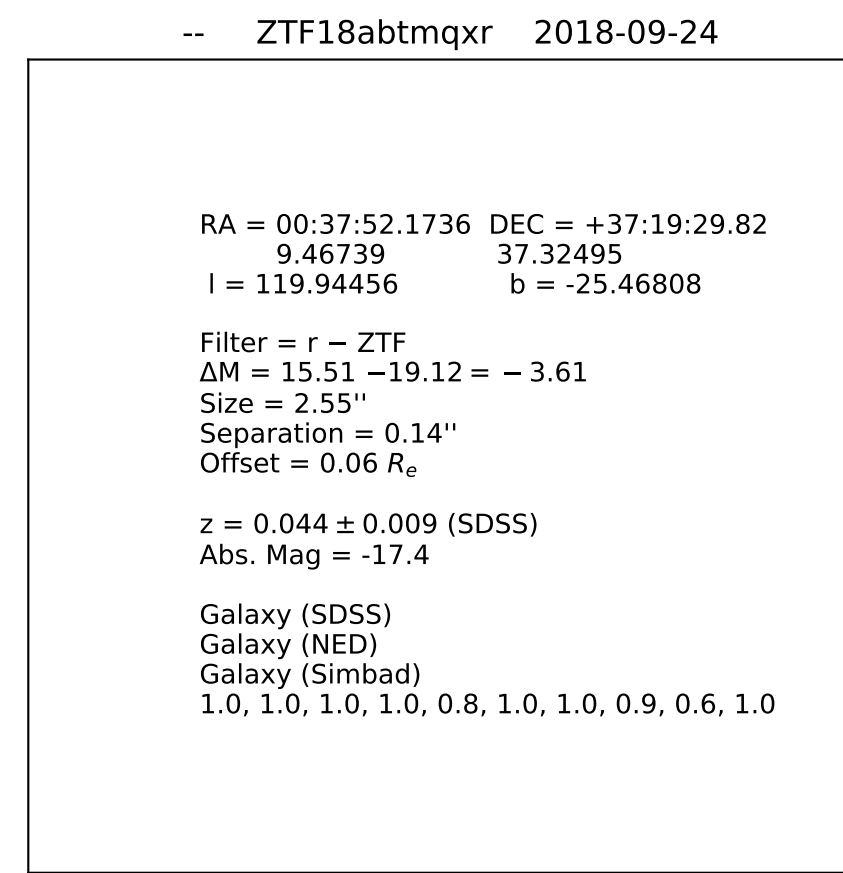 -- ZTF18abtmqxr 2018-09-24
RA = 00:37:52.1736 DEC = +37:19:29.82
9.46739 37.32495
l = 119.94456 b = -25.46808
Filter = r − ZTF
ΔM = 15.51 −19.12 = − 3.61
Size = 2.55''
Separation = 0.14''
Offset = 0.06 Rₑ
z = 0.044 ± 0.009 (SDSS)
Abs. Mag = -17.4
Galaxy (SDSS)
Galaxy (NED)
Galaxy (Simbad)
1.0, 1.0, 1.0, 1.0, 0.8, 1.0, 1.0, 0.9, 0.6, 1.0